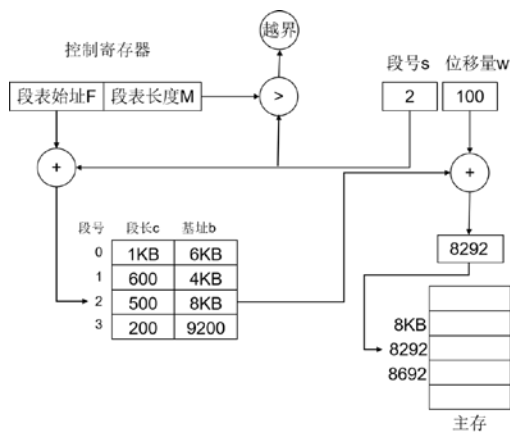 越界
控制寄存器
段号s 位移量w
段表始址F 段表长度M
>
2 100
+
+
段号 段长c 基址b
0 1KB 6KB
1 600 4KB
2 500 8KB
3 200 9200
8292
8KB
8292
8692
主存